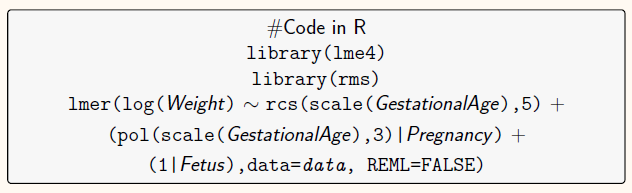 #Code in R
library(lme4)
library(rms)
lmer(log(Weight) ∼ rcs(scale(GestationalAge),5) +
(pol(scale(GestationalAge),3)|Pregnancy) +
(1|Fetus),data=data, REML=FALSE)